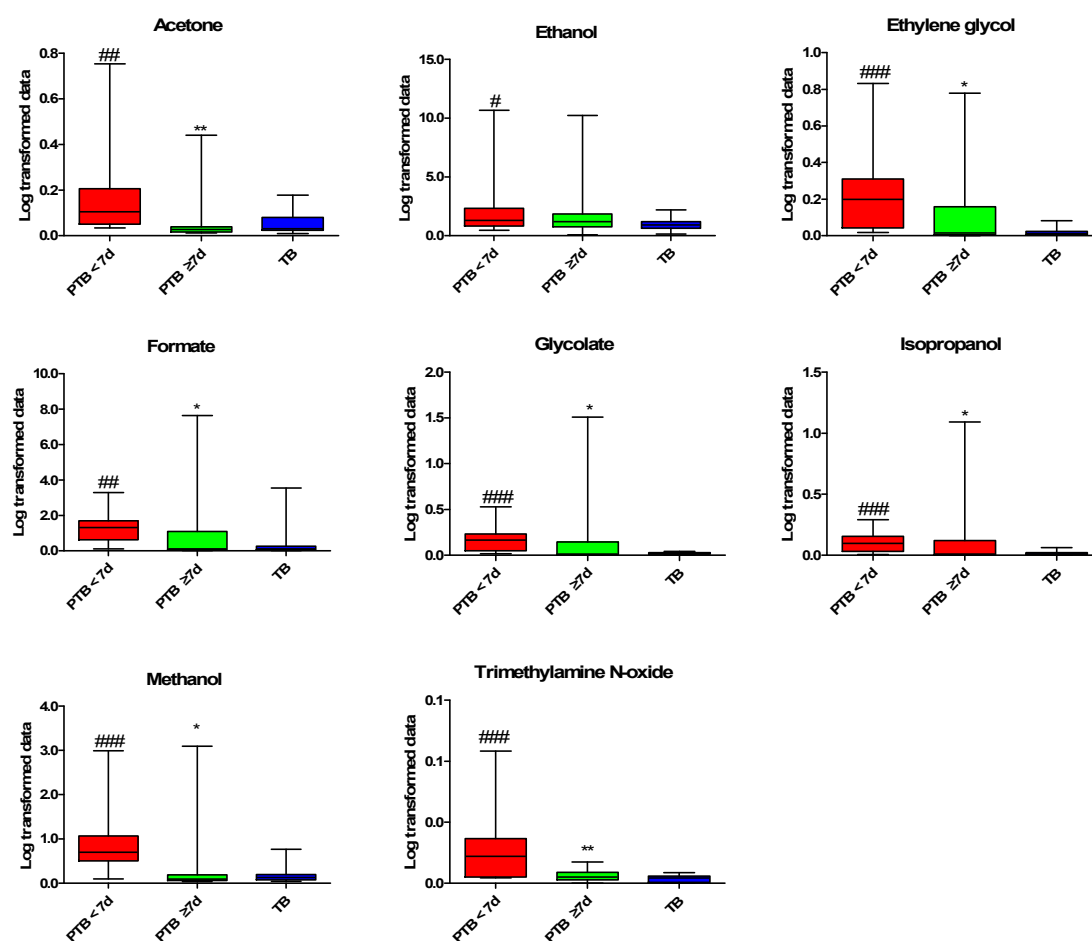 Acetone
Log transformed data
0.8
0.6
0.4
0.2
0.0
##
**
PTB < 7d
PTB ≥7d
TB
Ethanol
Log transformed data
15.0
10.0
5.0
0.0
#
PTB < 7d
PTB ≥7d
TB
Ethylene glycol
Log transformed data
1.0
0.8
0.6
0.4
0.2
0.0
###
*
PTB < 7d
PTB ≥7d
TB
Formate
Log transformed data
10.0
8.0
6.0
4.0
2.0
0.0
##
*
PTB < 7d
PTB ≥7d
TB
Glycolate
Log transformed data
2.0
1.5
1.0
0.5
0.0
###
*
PTB < 7d
PTB ≥7d
TB
Isopropanol
Log transformed data
1.5
1.0
0.5
0.0
###
*
PTB < 7d
PTB ≥7d
TB
Methanol
Log transformed data
4.0
3.0
2.0
1.0
0.0
###
*
PTB < 7d
PTB ≥7d
TB
Trimethylamine N-oxide
Log transformed data
0.1
0.1
0.0
0.0
###
**
PTB < 7d
PTB ≥7d
TB